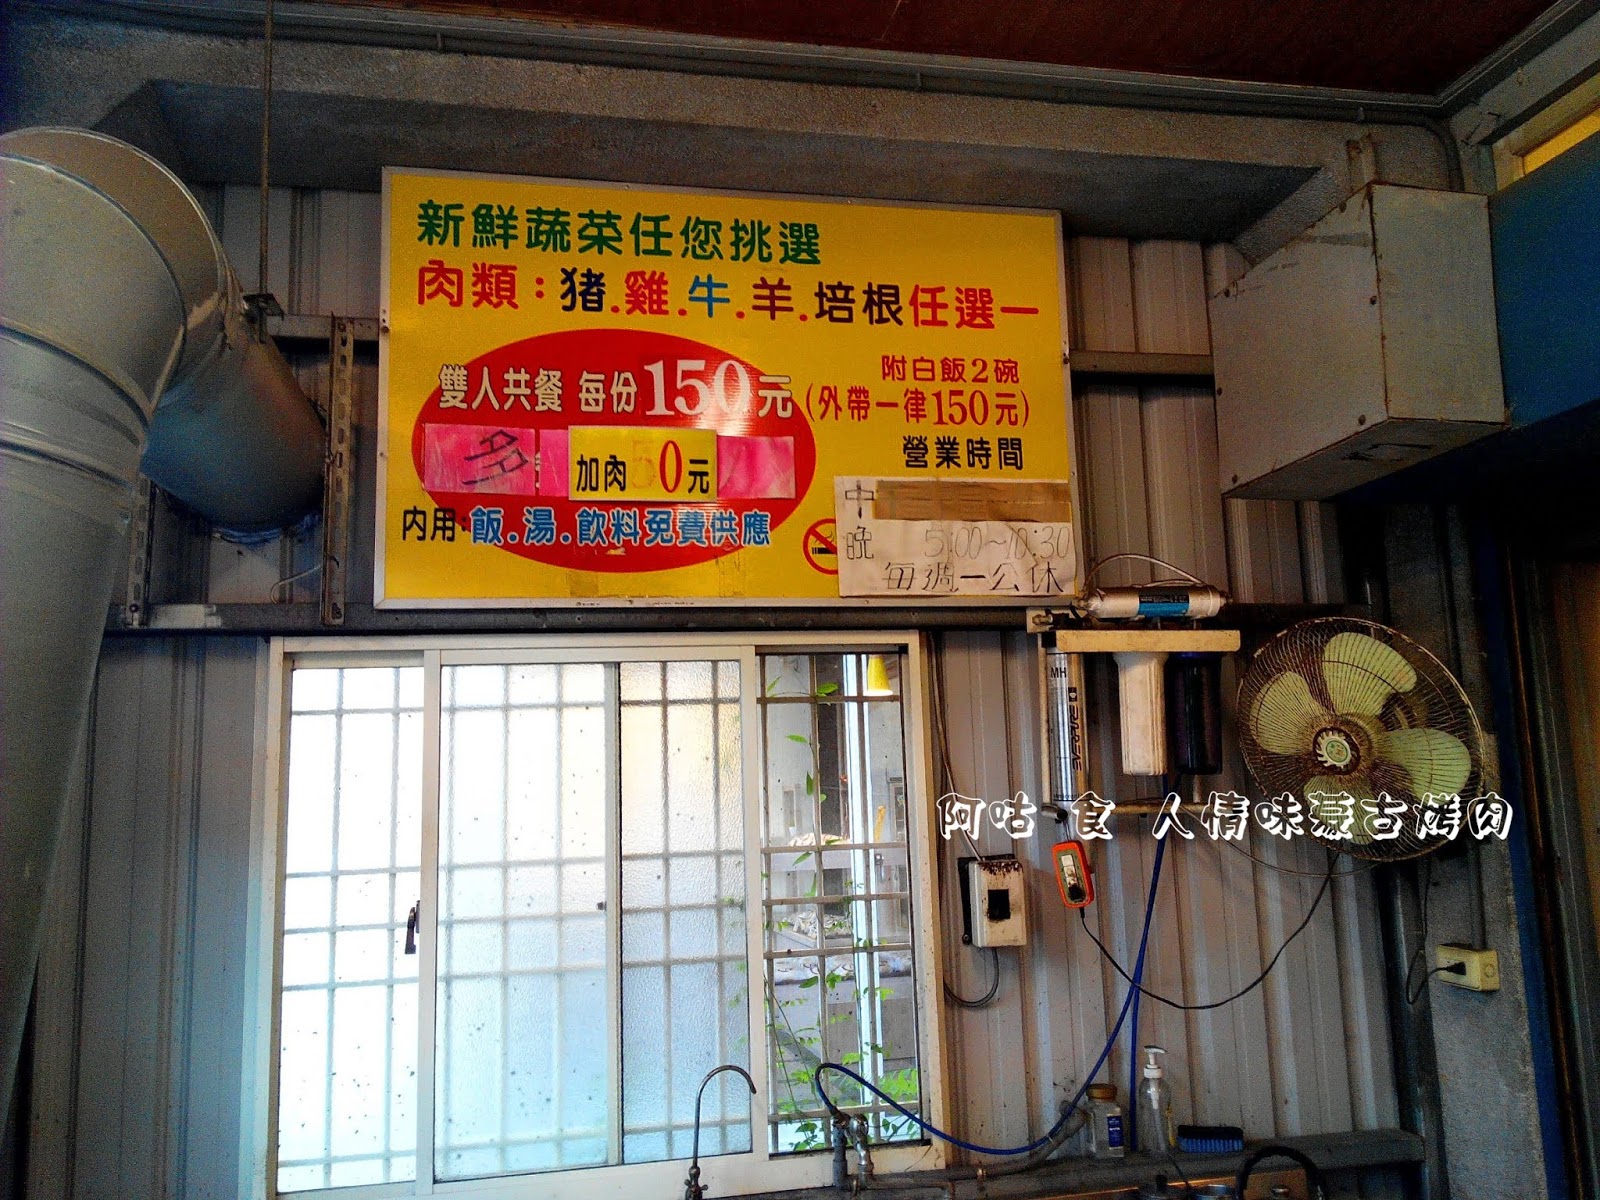 新鮮蔬菜任您挑選
肉類：猪.雞.牛.羊.培根任選一
雙人共餐 每份150元
附白飯2碗
(外帶一律150元)
多
加肉50元
營業時間
中
晚 5:00~10:30
每週一公休
內用:飯.湯.飲料免費供應
MH
阿咕 食 人情味蒙古烤肉